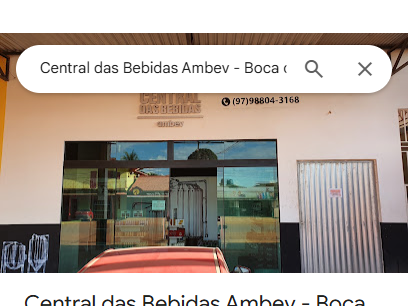 Central das Bebidas Ambev - Boca
CENTRAL
DAS BEBIDAS
ambev
(97)98804-3168
Central das Bebidas Ambev - Boca